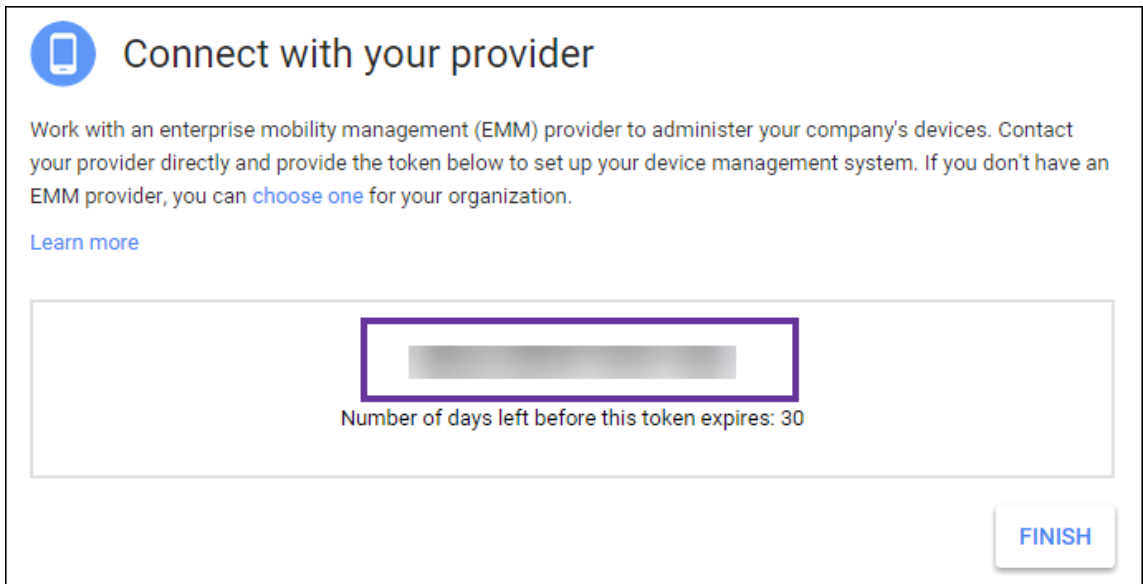 Connect with your provider
Work with an enterprise mobility management (EMM) provider to administer your company's devices. Contact
your provider directly and provide the token below to set up your device management system. If you don't have an
EMM provider, you can choose one for your organization.
Learn more
Number of days left before this token expires: 30
FINISH